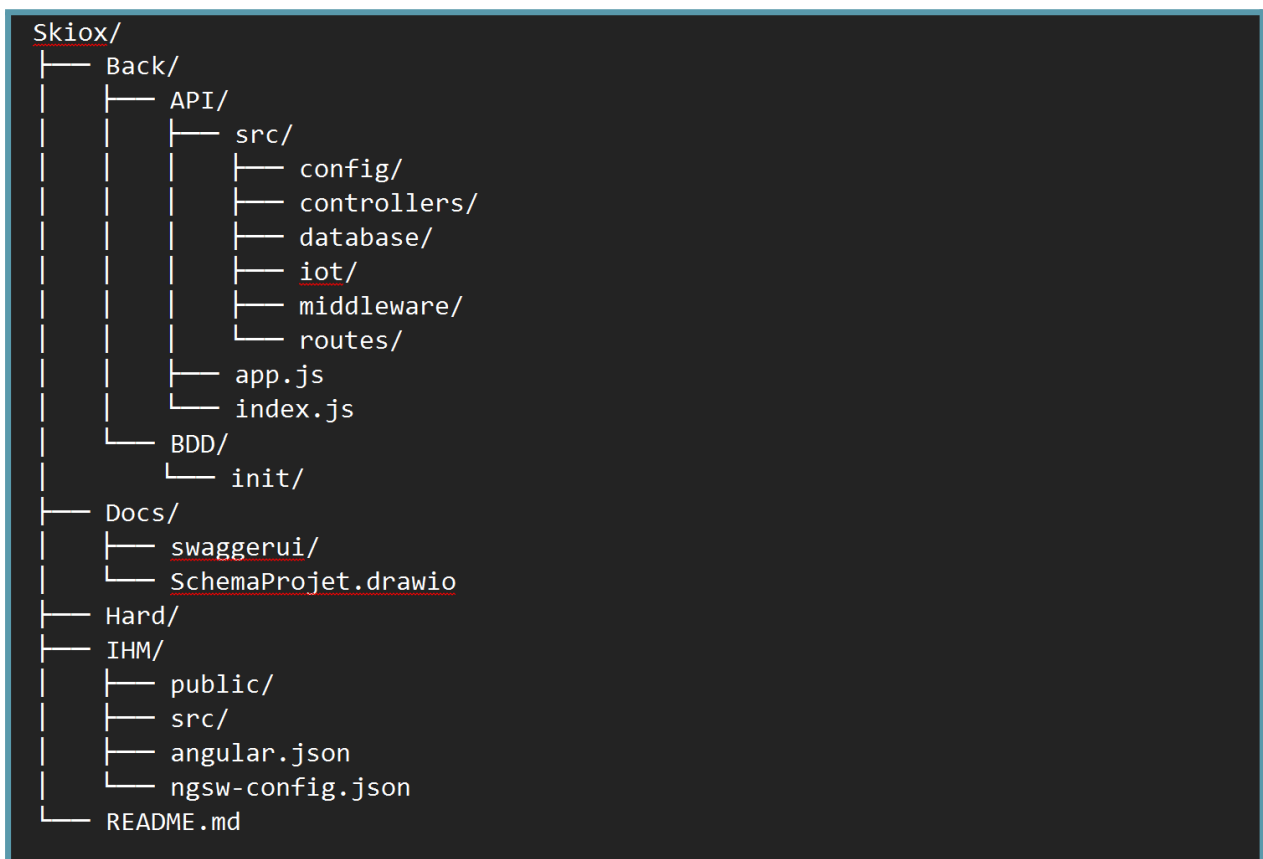 Skiox/
├── Back/
│   ├── API/
│   │   ├── src/
│   │   │   ├── config/
│   │   │   ├── controllers/
│   │   │   ├── database/
│   │   │   ├── iot/
│   │   │   ├── middleware/
│   │   │   └── routes/
│   │   ├── app.js
│   │   └── index.js
│   └── BDD/
│       └── init/
├── Docs/
│   ├── swaggerui/
│   └── SchemaProjet.drawio
├── Hard/
├── IHM/
│   ├── public/
│   ├── src/
│   ├── angular.json
│   └── ngsw-config.json
└── README.md